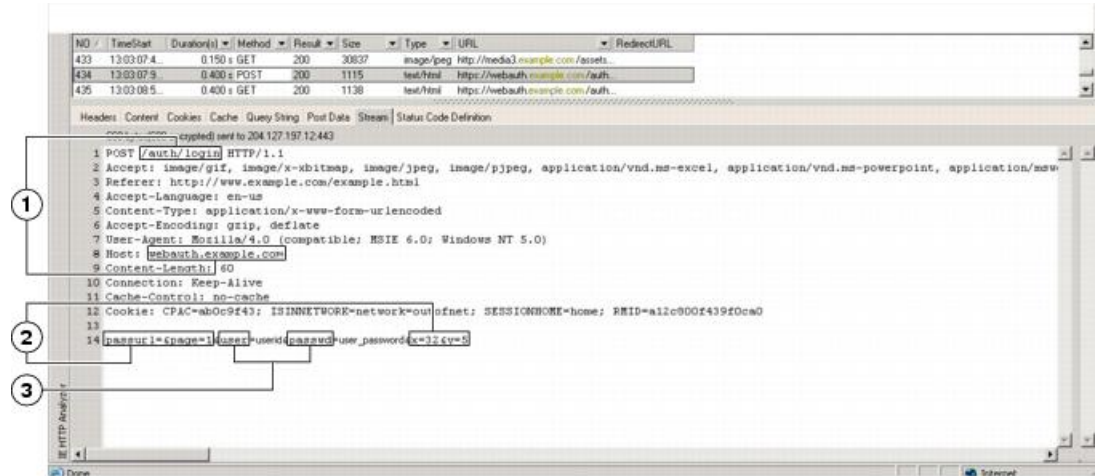 NO / TimeStart Duration(s) Method Result Size Type URL RedirectURL
433 13:03:07:4... 0.150 s GET 200 30837 image/jpeg http://media3.example.com/assets...
434 13:03:07:9... 0.400 s POST 200 1115 text/html https://webauth.example.com/auth...
435 13:03:08:5... 0.400 s GET 200 1138 text/html https://webauth.example.com/auth...
Headers Content Cookies Cache Query String Post Data Stream Status Code Definition
crypted) sent to 204.127.197.12:443
1 POST /auth/login HTTP/1.1
2 Accept: image/gif, image/x-xbitmap, image/jpeg, image/pjpeg, application/vnd.ms-excel, application/vnd.ms-powerpoint, application/msw
3 Referer: http://www.example.com/example.html
1
4 Accept-Language: en-us
5 Content-Type: application/x-www-form-urlencoded
6 Accept-Encoding: gzip, deflate
7 User-Agent: Mozilla/4.0 (compatible; MSIE 6.0; Windows NT 5.0)
8 Host: webauth.example.com
9 Content-Length: 60
10 Connection: Keep-Alive
11 Cache-Control: no-cache
12 Cookie: CPAC=ab0c9f43; ISINNETWORK=network=outofnet; SESSIONHOME=home; RMID=a12c800f439f0ca0
2
13
14 passurl=&page=1&user=userid&passwd=user_password&x=32&y=5
3
IE HTTP Analyzer
Done Internet